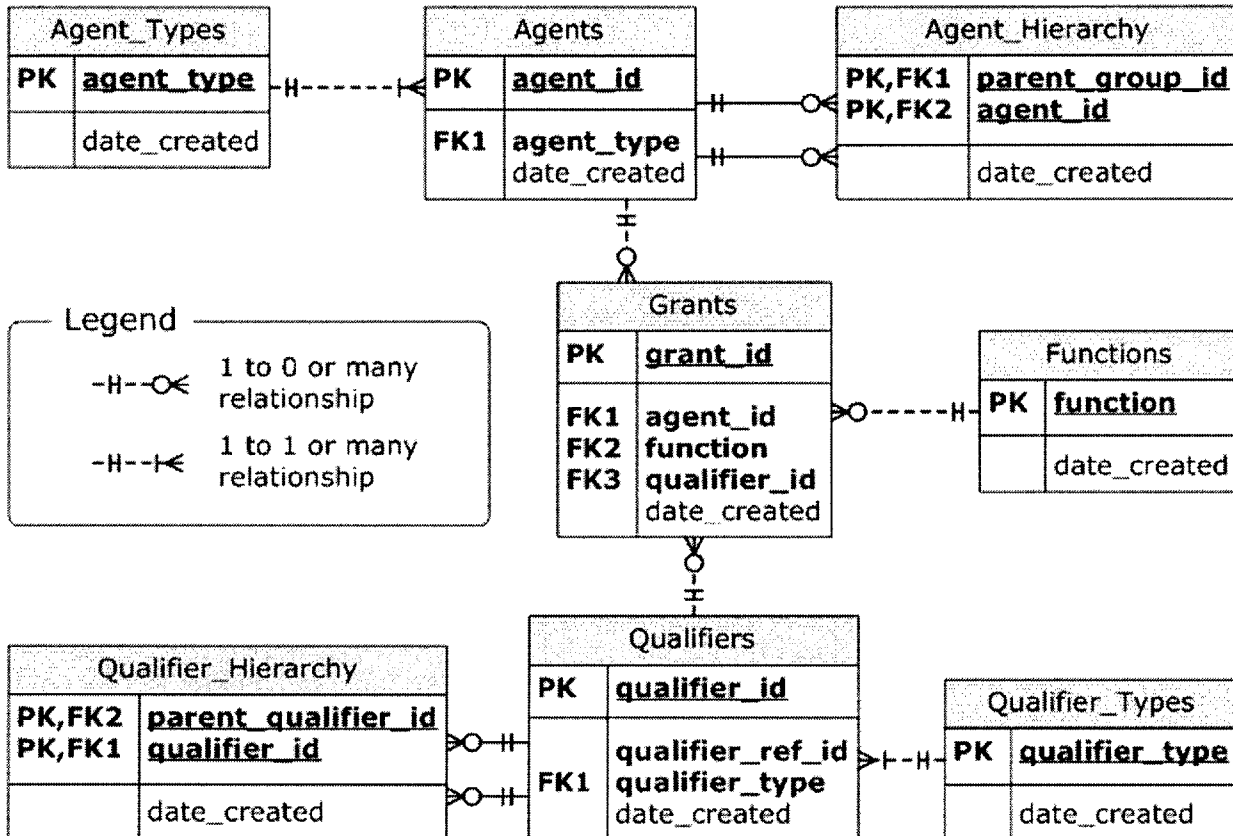 Agent_Types
PK agent_type
date_created
Agents
PK agent_id
FK1 agent_type
date_created
Agent_Hierarchy
PK,FK1 parent_group_id
PK,FK2 agent_id
date_created
Legend
1 to 0 or many
relationship
1 to 1 or many
relationship
Grants
PK grant_id
FK1 agent_id
FK2 function
FK3 qualifier_id
date_created
Functions
PK function
date_created
Qualifier_Hierarchy
PK,FK2 parent_qualifier_id
PK,FK1 qualifier_id
date_created
Qualifiers
PK qualifier_id
qualifier_ref_id
FK1 qualifier_type
date_created
Qualifier_Types
PK qualifier_type
date_created